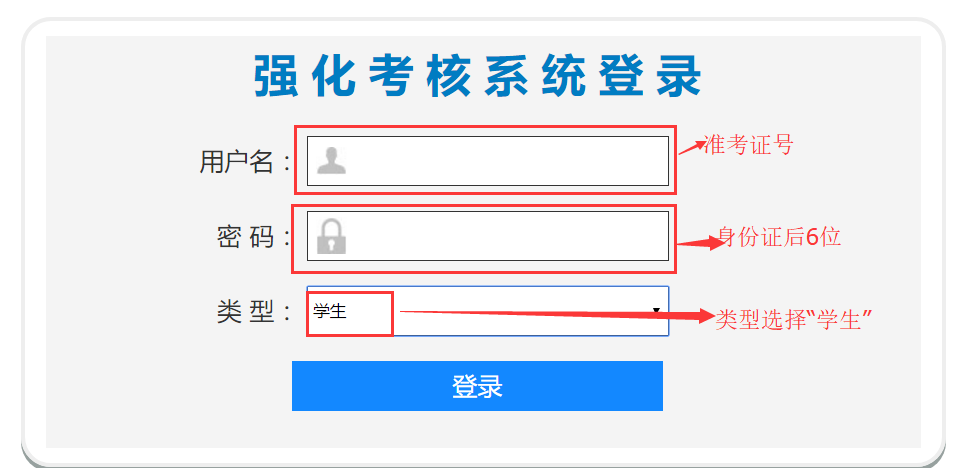 强化考核系统登录
用户名：
准考证号
密码：
身份证后6位
类型：
学生
类型选择“学生”
登录